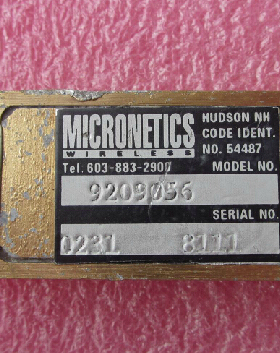 MICRONETICS HUDSON NH
WIRELESS CODE IDENT.
NO. 54487
Tel. 603-883-2900 MODEL NO.
9209056
SERIAL NO.
0231 8111